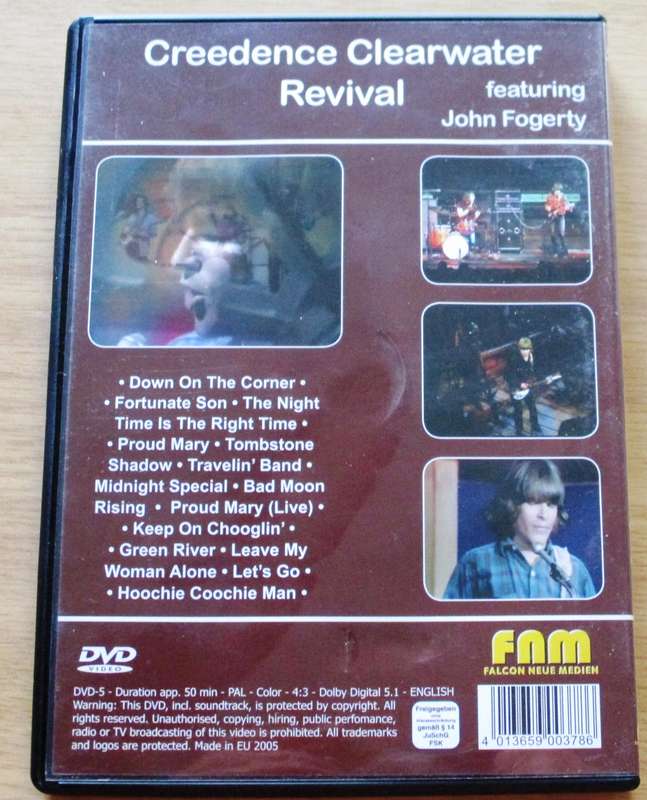 Creedence Clearwater
Revival
featuring
John Fogerty
• Down On The Corner •
• Fortunate Son • The Night
Time Is The Right Time •
• Proud Mary • Tombstone
Shadow • Travelin' Band •
Midnight Special • Bad Moon
Rising • Proud Mary (Live) •
• Keep On Chooglin' •
• Green River • Leave My
Woman Alone • Let's Go •
• Hoochie Coochie Man •
DVD
VIDEO
FNM
FALCON NEUE MEDIEN
DVD-5 - Duration app. 50 min - PAL - Color - 4:3 - Dolby Digital 5.1 - ENGLISH
Warning: This DVD, incl. soundtrack, is protected by copyright. All
rights reserved. Unauthorised, copying, hiring, public perfomance,
radio or TV broadcasting of this video is prohibited. All trademarks
and logos are protected. Made in EU 2005
Freigegeben
ohne
Altersbeschränkung
gemäß § 14
JuSchG
FSK
4 013659 003786